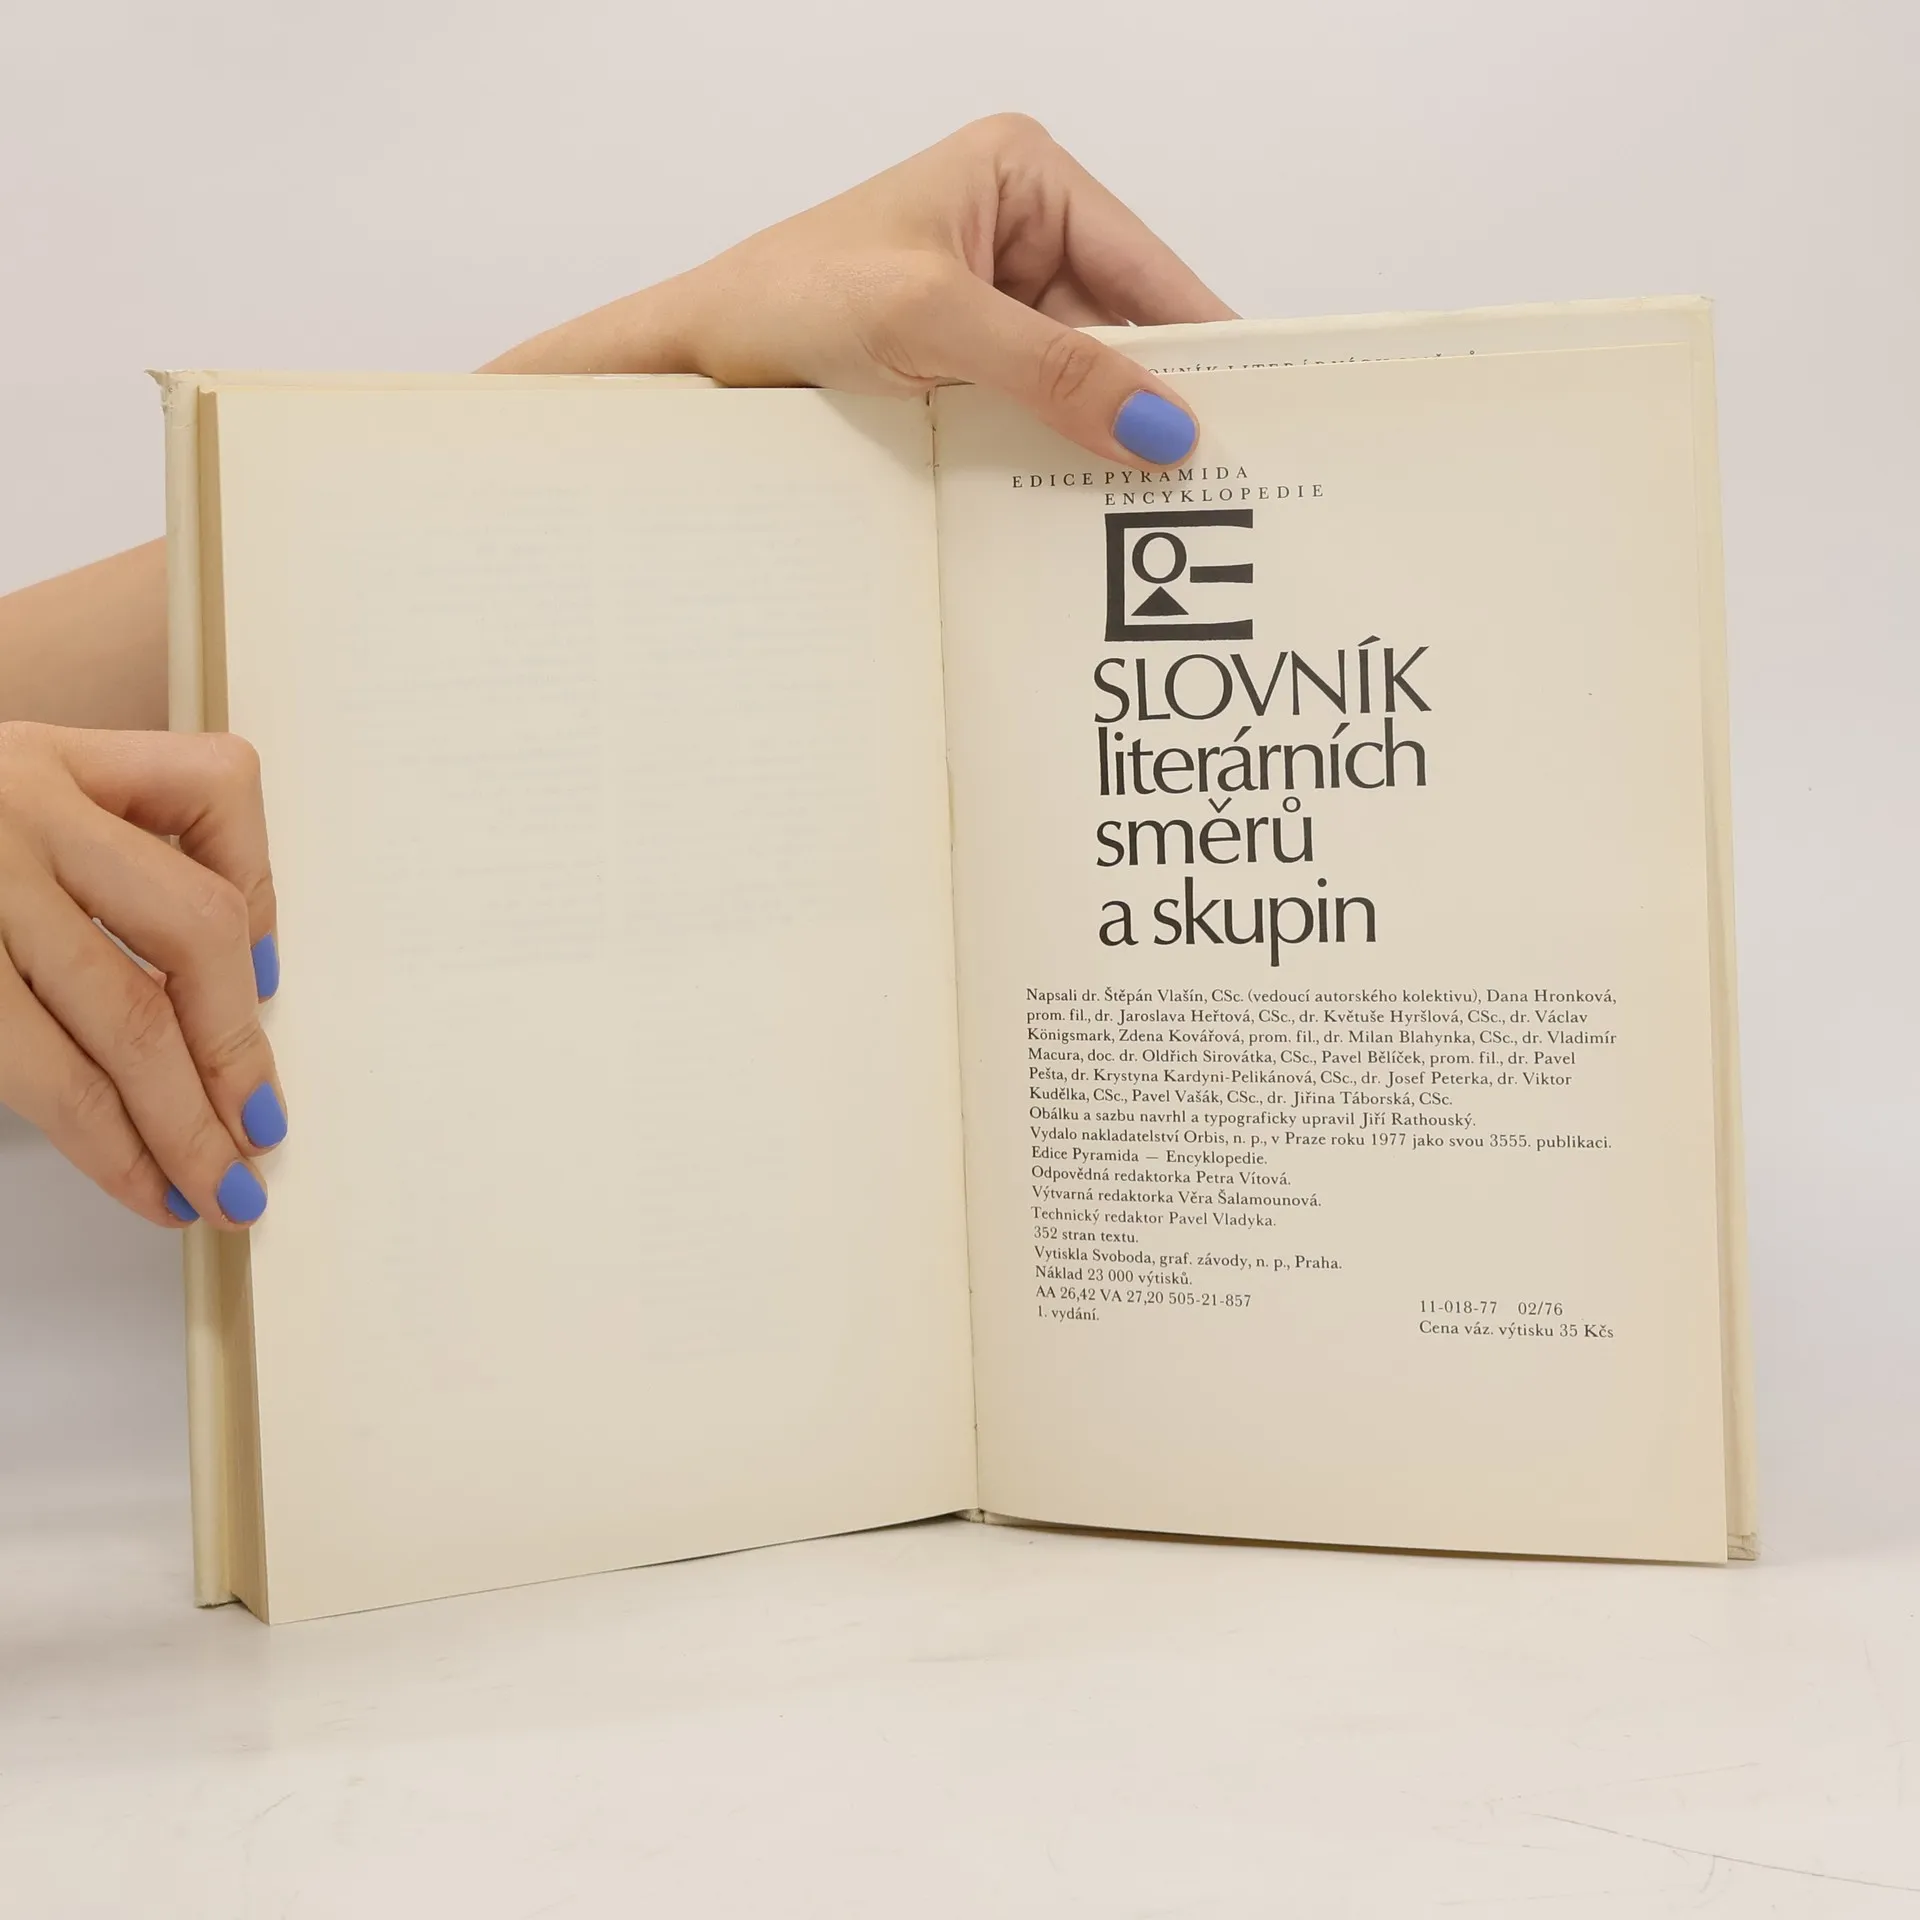 EDICE PYRAMIDA
ENCYKLOPEDIE
SLOVNÍK
literárních
směrů
a skupin
Napsali dr. Štěpán Vlašín, CSc. (vedoucí autorského kolektivu), Dana Hronková,
prom. fil., dr. Jaroslava Heřtová, CSc., dr. Květuše Hyršlová, CSc., dr. Václav
Königsmark, Zdena Kovářová, prom. fil., dr. Milan Blahynka, CSc., dr. Vladimír
Macura, doc. dr. Oldřich Sirovátka, CSc., Pavel Bělíček, prom. fil., dr. Pavel
Pešta, dr. Krystyna Kardyni-Pelikánová, CSc., dr. Josef Peterka, dr. Viktor
Kudělka, CSc., Pavel Vašák, CSc., dr. Jiřina Táborská, CSc.
Obálku a sazbu navrhl a typograficky upravil Jiří Rathouský.
Vydalo nakladatelství Orbis, n. p., v Praze roku 1977 jako svou 3555. publikaci.
Edice Pyramida — Encyklopedie.
Odpovědná redaktorka Petra Vítová.
Výtvarná redaktorka Věra Šalamounová.
Technický redaktor Pavel Vladyka.
352 stran textu.
Vytiskla Svoboda, graf. závody, n. p., Praha.
Náklad 23 000 výtisků.
AA 26,42 VA 27,20 505-21-857
1. vydání.
11-018-77 02/76
Cena váz. výtisku 35 Kčs